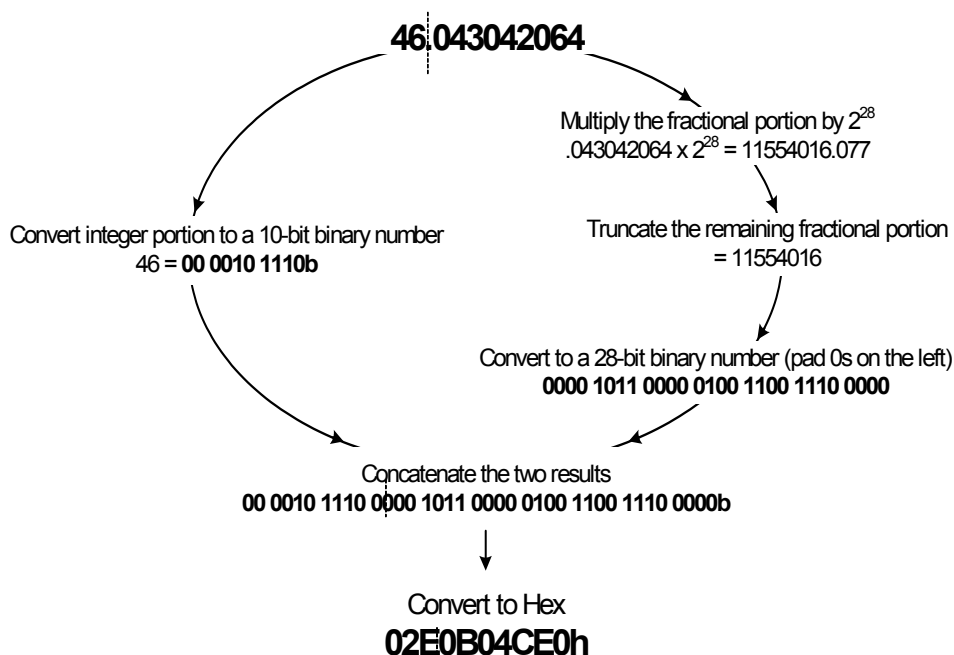 46.043042064
Multiply the fractional portion by 2^28
.043042064 x 2^28 = 11554016.077
Convert integer portion to a 10-bit binary number
46 = 00 0010 1110b
Truncate the remaining fractional portion
= 11554016
Convert to a 28-bit binary number (pad 0s on the left)
0000 1011 0000 0100 1100 1110 0000
Concatenate the two results
00 0010 1110 0000 1011 0000 0100 1100 1110 0000b
Convert to Hex
02E0B04CE0h